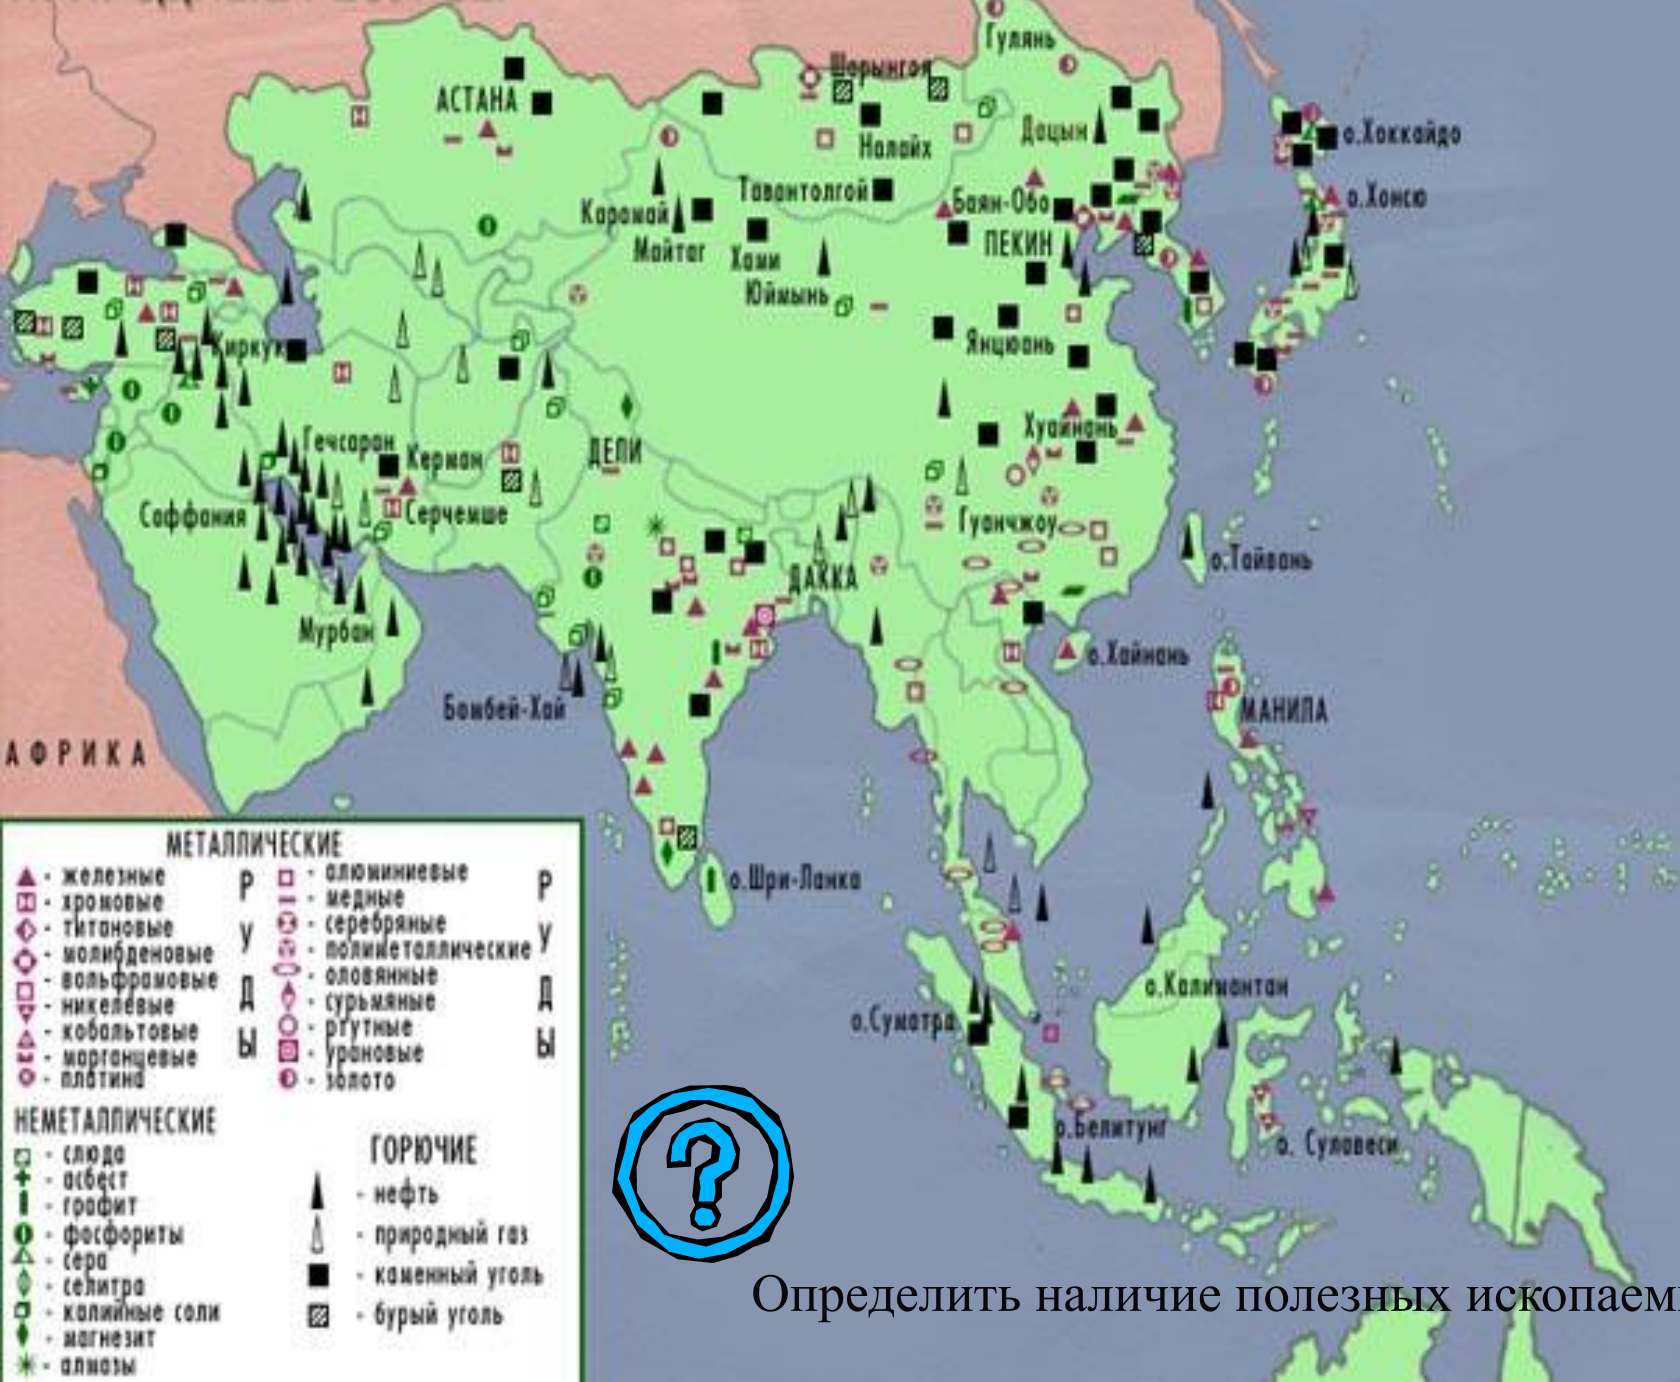 Гулянь
Шорынгоя
АСТАНА
Налайх
Дацын
о.Хоккайдо
Тавантолгой
Карамай
Баян-Обо
о.Хонсю
Майтаг
Хами
ПЕКИН
Юймынь
Киркук
Янцюань
Гечсаран
Керман
ДЕЛИ
Хуайнань
Саффания
Серчемше
Гуанчжоу
о.Тайвань
ДАККА
Мурбан
о.Хайнань
Бомбей-Хай
МАНИЛА
АФРИКА
о.Шри-Ланка
о.Калимантан
о.Суматра
о.Белитунг
о. Сулавеси
МЕТАЛЛИЧЕСКИЕ
- железные
- хромовые
- титановые
- молибденовые
- вольфрамовые
- никелевые
- кобальтовые
- марганцевые
- платина
Р
У
Д
Ы
- алюминиевые
- медные
- серебряные
- полиметаллические
- оловянные
- сурьмяные
- ртутные
- урановые
- золото
Р
У
Д
Ы
НЕМЕТАЛЛИЧЕСКИЕ
- слюда
- асбест
- графит
- фосфориты
- сера
- селитра
- калийные соли
- магнезит
- алмазы
ГОРЮЧИЕ
- нефть
- природный газ
- каменный уголь
- бурый уголь
?
Определить наличие полезных ископаем